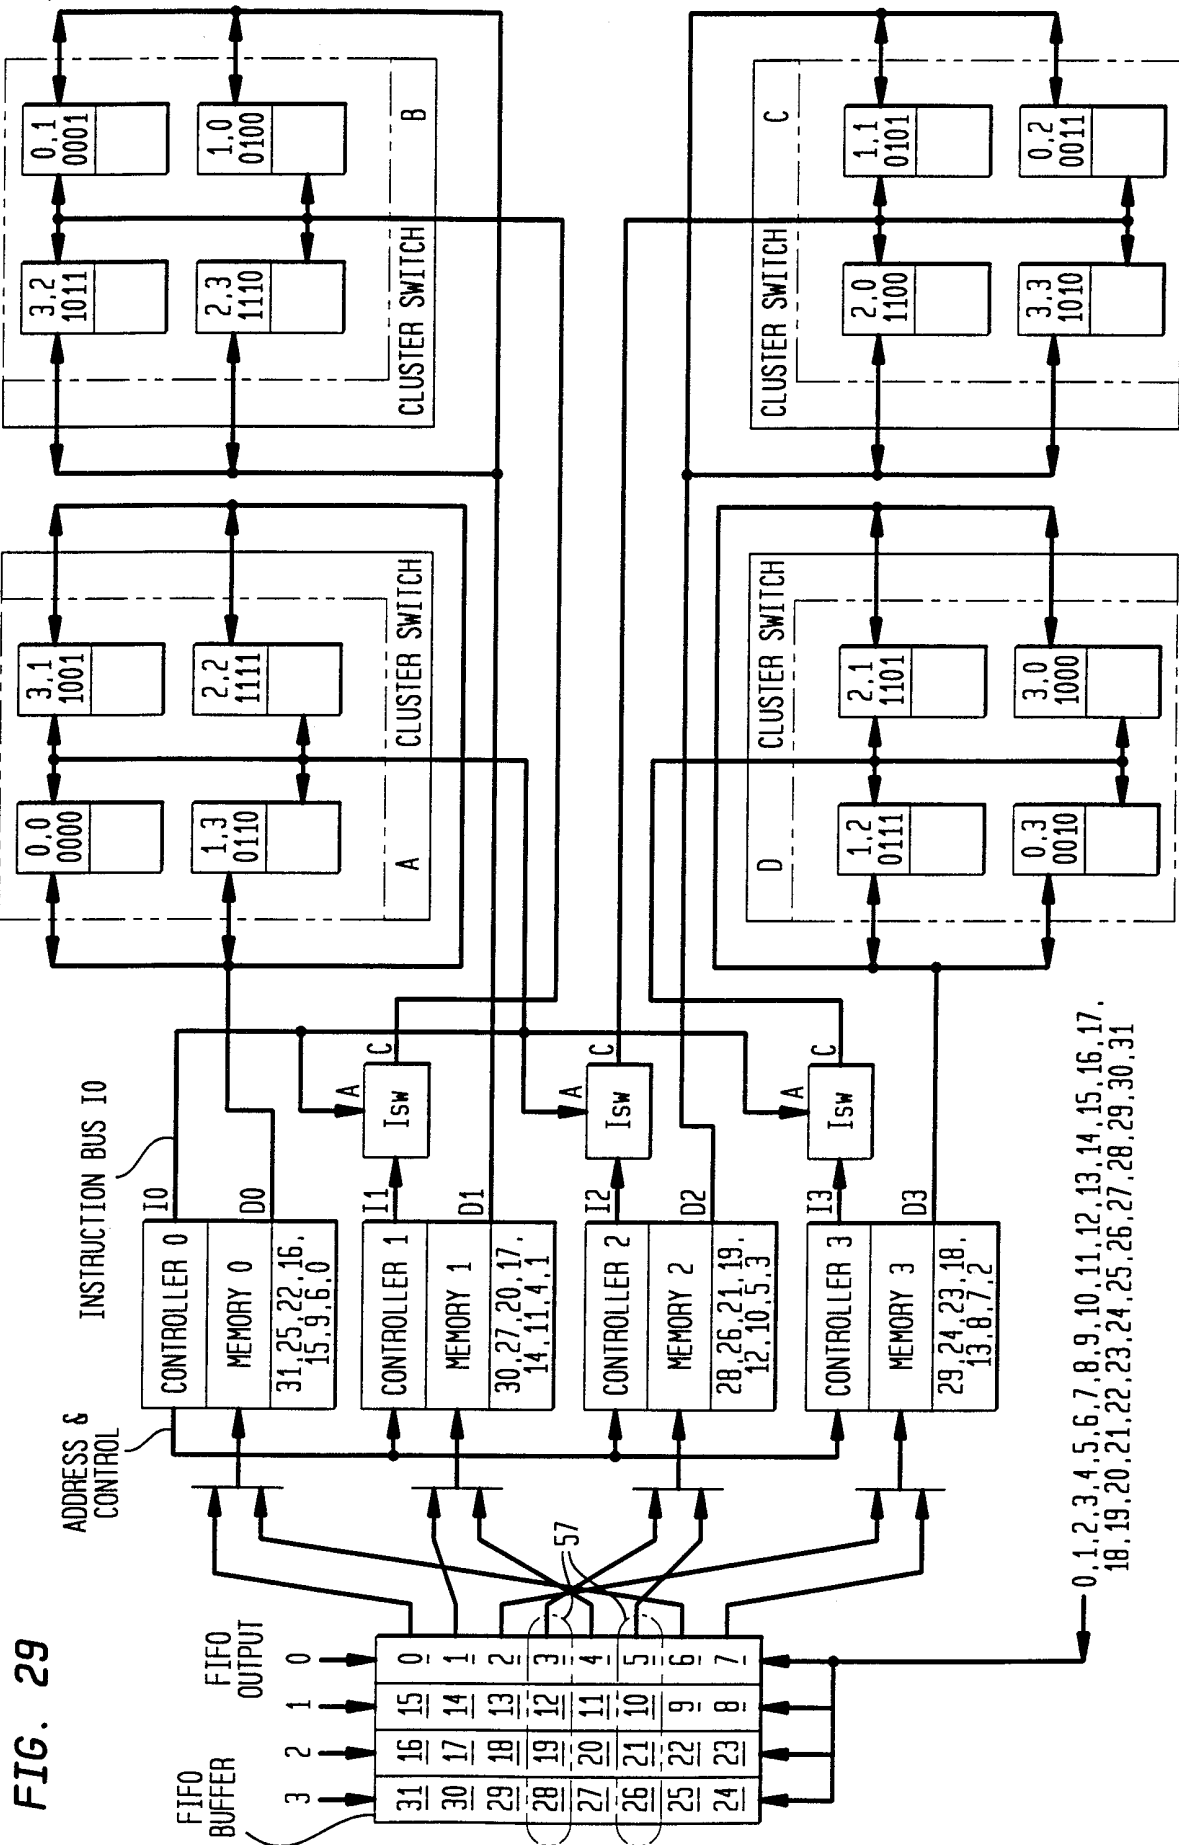 FIG. 29
FIFO
BUFFER
FIFO
OUTPUT
3
2
1
0
31
16
15
0
30
17
14
1
29
18
13
2
28
19
12
3
27
20
11
4
26
21
10
5
25
22
9
6
24
23
8
7
57
0,1,2,3,4,5,6,7,8,9,10,11,12,13,14,15,16,17,
18,19,20,21,22,23,24,25,26,27,28,29,30,31
ADDRESS &
CONTROL
INSTRUCTION BUS I0
CONTROLLER 0
I0
MEMORY 0
D0
31,25,22,16,
15,9,6,0
CONTROLLER 1
I1
MEMORY 1
D1
30,27,20,17,
14,11,4,1
CONTROLLER 2
I2
MEMORY 2
D2
28,26,21,19,
12,10,5,3
CONTROLLER 3
I3
MEMORY 3
D3
29,24,23,18,
13,8,7,2
A
C
Isw
A
C
Isw
A
C
Isw
0,0
0000
3,1
1001
1,3
0110
2,2
1111
A
CLUSTER SWITCH
3,2
1011
0,1
0001
2,3
1110
1,0
0100
CLUSTER SWITCH
B
D
CLUSTER SWITCH
1,2
0111
2,1
1101
0,3
0010
3,0
1000
CLUSTER SWITCH
C
2,0
1100
1,1
0101
3,3
1010
0,2
0011